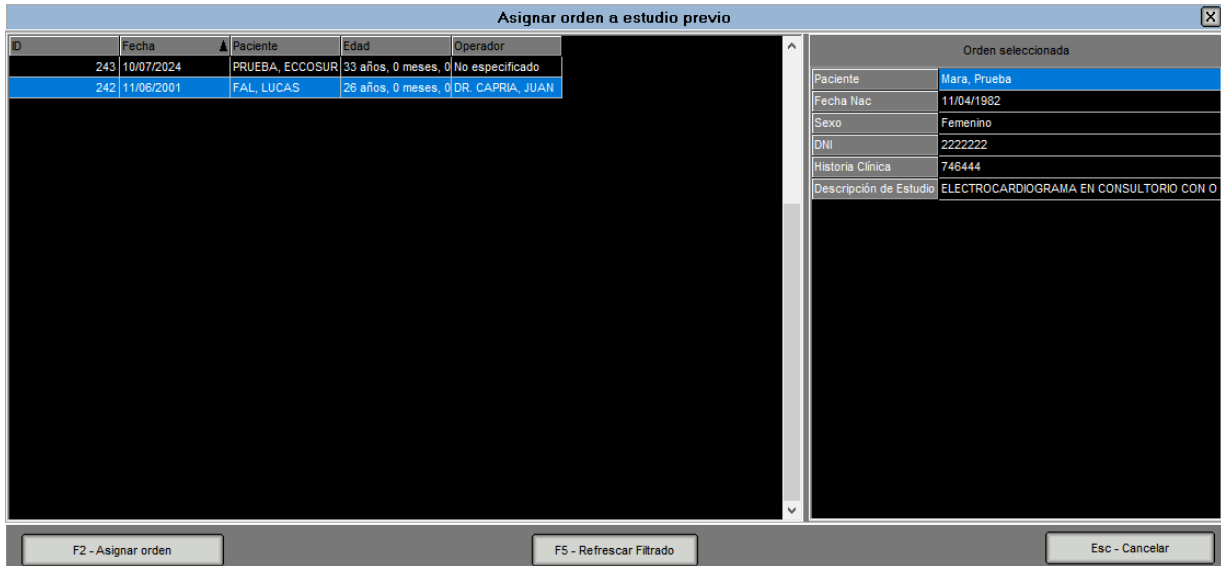 Asignar orden a estudio previo
ID Fecha Paciente Edad Operador
243 10/07/2024 PRUEBA, ECCOSUR 33 años, 0 meses, 0 No especificado
242 11/06/2001 FAL, LUCAS 26 años, 0 meses, 0 DR. CAPRIA, JUAN
Orden seleccionada
Paciente Mara, Prueba
Fecha Nac 11/04/1982
Sexo Femenino
DNI 2222222
Historia Clínica 746444
Descripción de Estudio ELECTROCARDIOGRAMA EN CONSULTORIO CON O
F2 - Asignar orden F5 - Refrescar Filtrado Esc - Cancelar